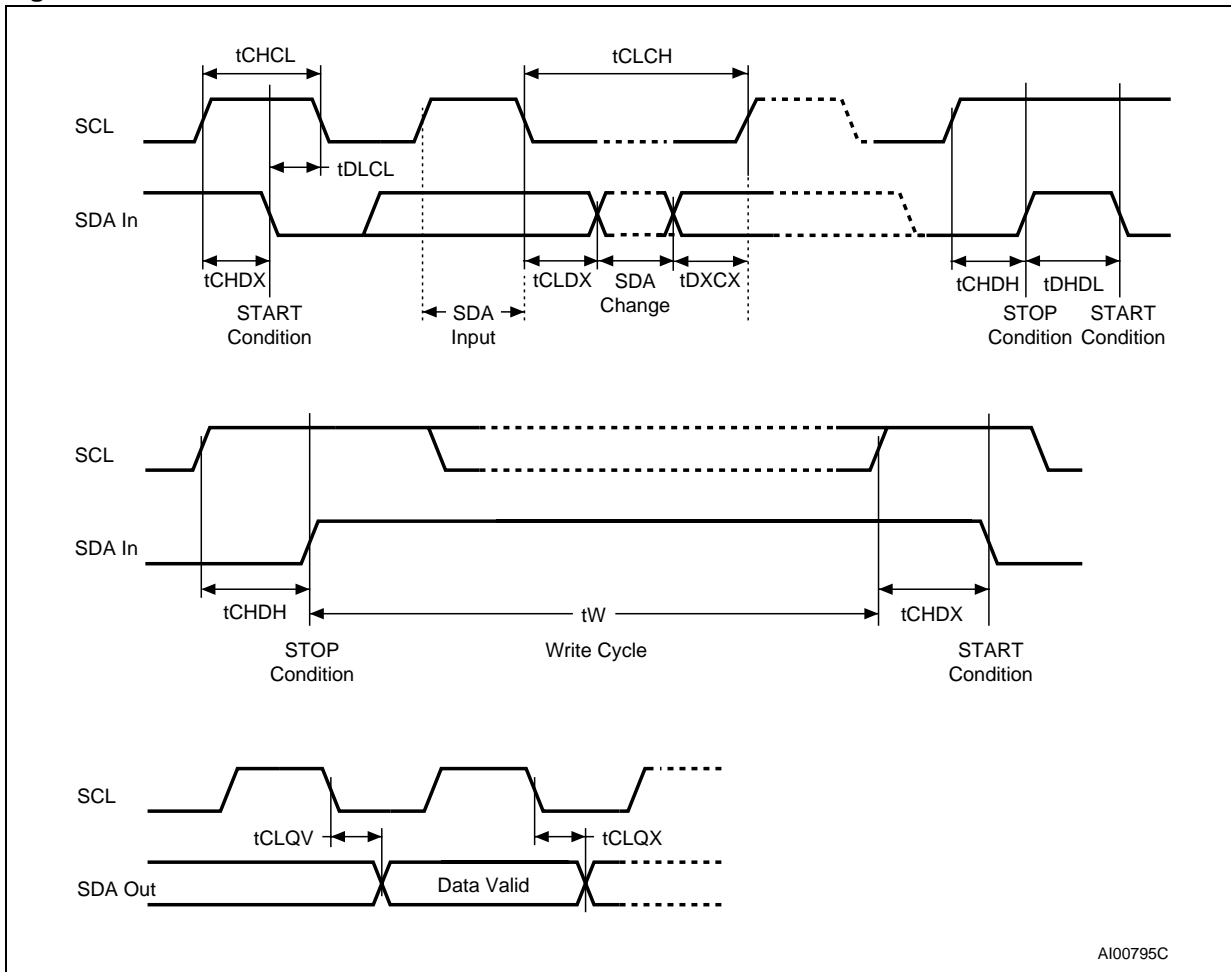 tCHCL
tCLCH
SCL
tDLCL
SDA In
tCHDX
tCLDX
SDA
Change
tDXCX
tCHDH
tDHDL
START
Condition
SDA
Input
STOP
Condition
START
Condition
SCL
SDA In
tCHDH
tW
tCHDX
STOP
Condition
Write Cycle
START
Condition
SCL
tCLQV
tCLQX
SDA Out
Data Valid
AI00795C